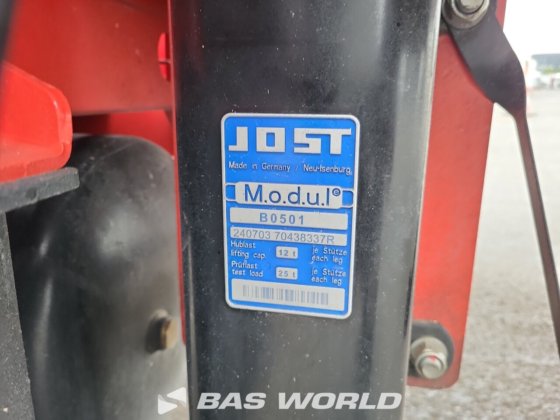 JOST
Made in Germany / Neu-Isenburg
M.o.d.u.l®
B0501
240703 70438337R
Hublast je Stütze
lifting cap. 12 t each leg
Prüflast je Stütze
test load 25 t each leg
BAS WORLD